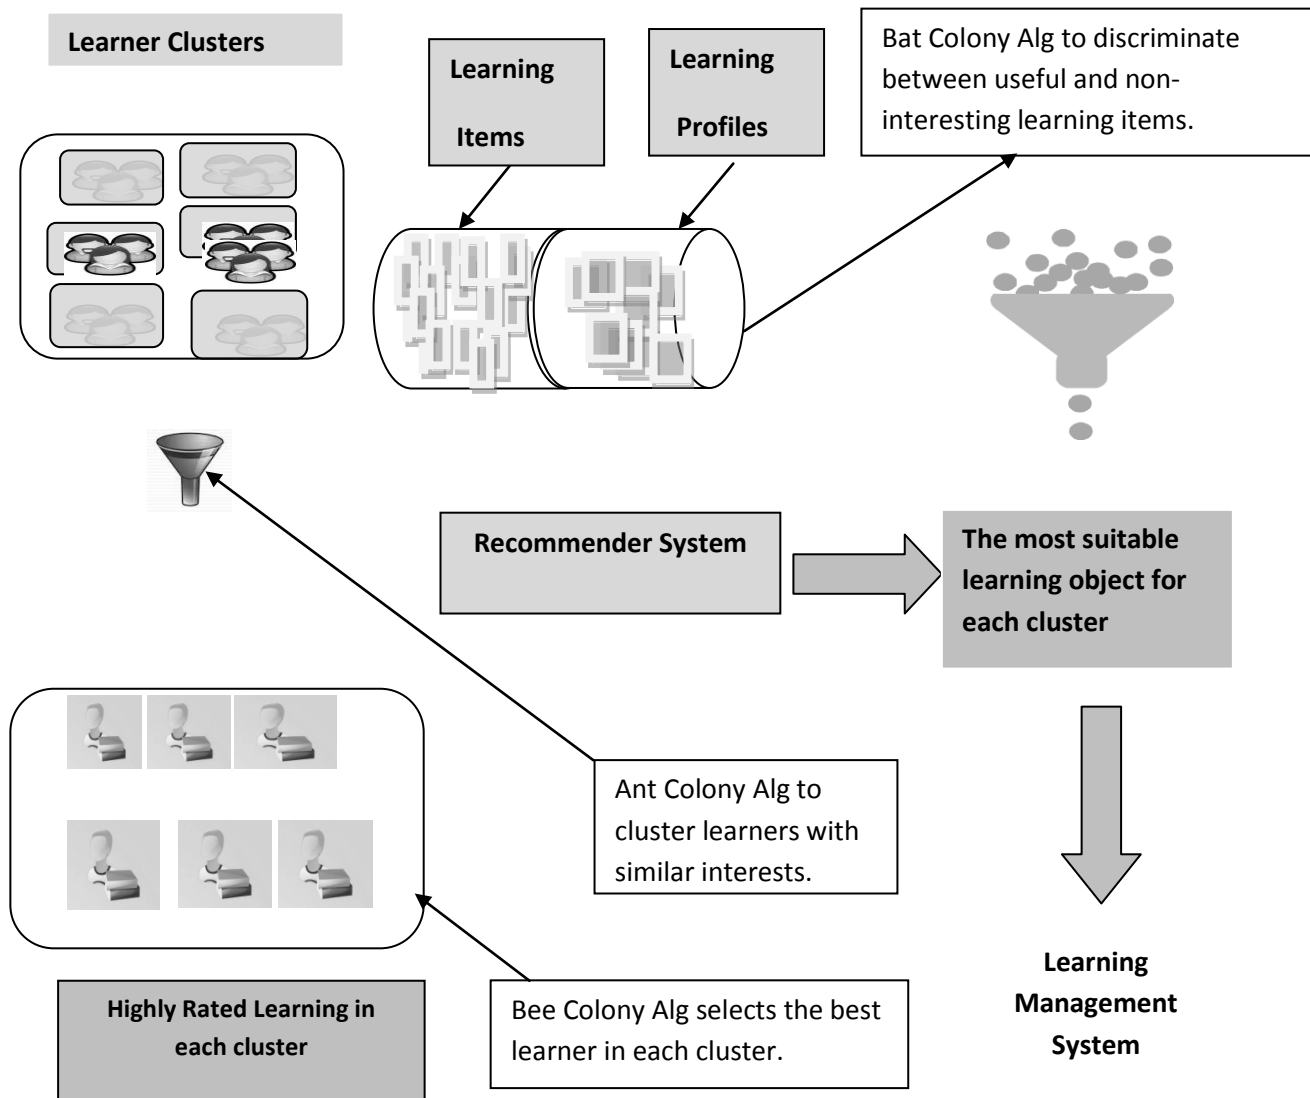 Learner Clusters
Learning
Items
Learning
Profiles
Bat Colony Alg to discriminate
between useful and non-
interesting learning items.
Recommender System
The most suitable
learning object for
each cluster
Ant Colony Alg to
cluster learners with
similar interests.
Highly Rated Learning in
each cluster
Bee Colony Alg selects the best
learner in each cluster.
Learning
Management
System